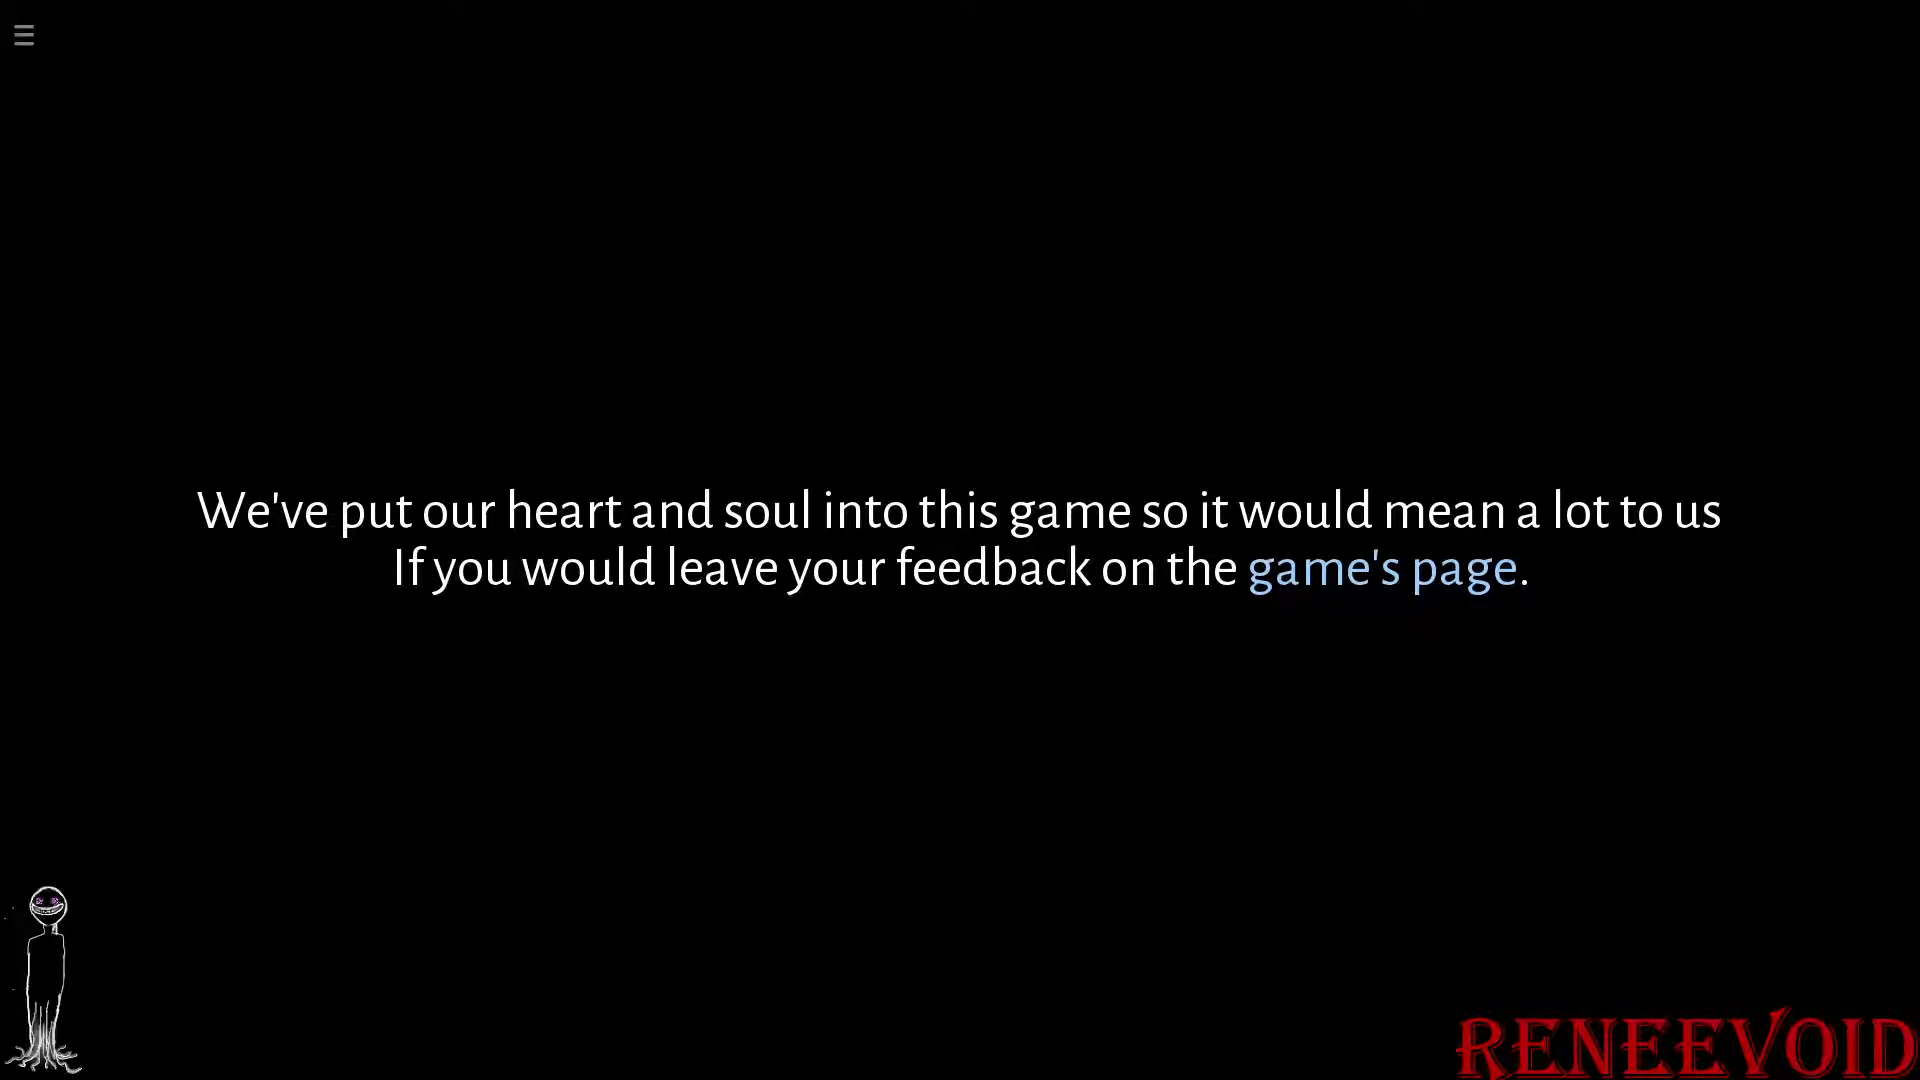 We've put our heart and soul into this game so it would mean a lot to us
If you would leave your feedback on the game's page.
RENEEVOID